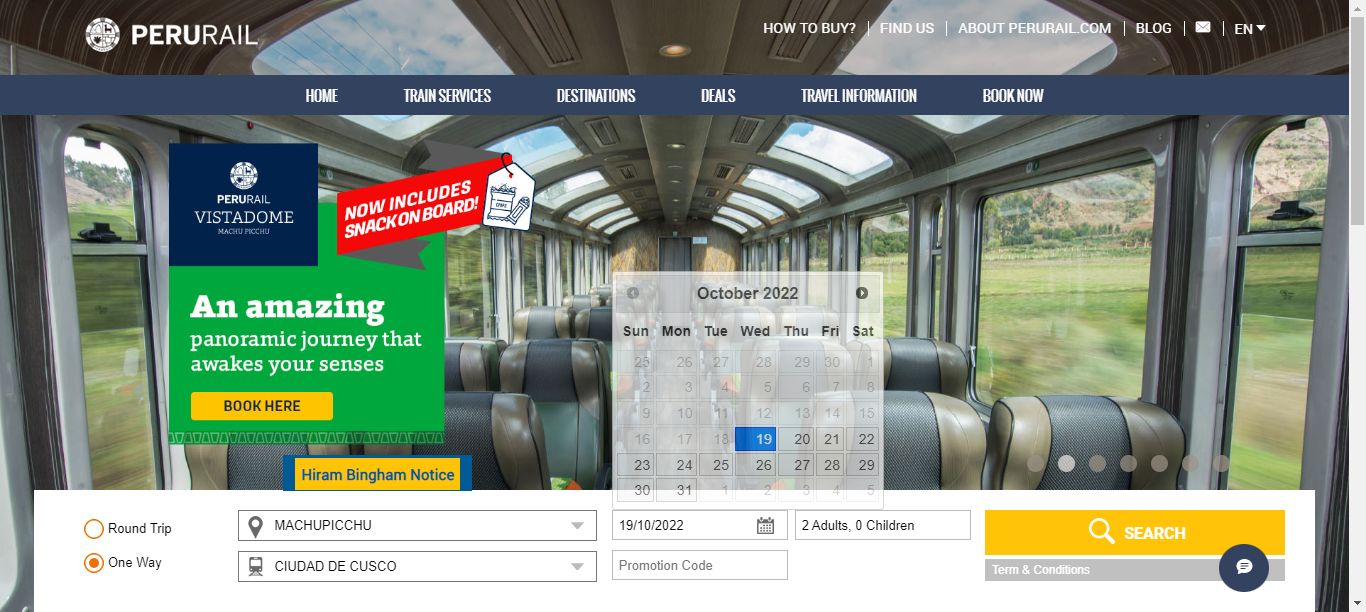 PERURAIL
HOW TO BUY?
FIND US
ABOUT PERURAIL.COM
BLOG
EN
HOME
TRAIN SERVICES
DESTINATIONS
DEALS
TRAVEL INFORMATION
BOOK NOW
PERURAIL
VISTADOME
MACHU PICCHU
NOW INCLUDES
SNACK ON BOARD!
An amazing
panoramic journey that
awakes your senses
BOOK HERE
Hiram Bingham Notice
October 2022
Sun Mon Tue Wed Thu Fri Sat
25 26 27 28 29 30 1
2 3 4 5 6 7 8
9 10 11 12 13 14 15
16 17 18 19 20 21 22
23 24 25 26 27 28 29
30 31 1 2 3 4 5
Round Trip
One Way
MACHUPICCHU
CIUDAD DE CUSCO
19/10/2022
2 Adults, 0 Children
Promotion Code
SEARCH
Term & Conditions